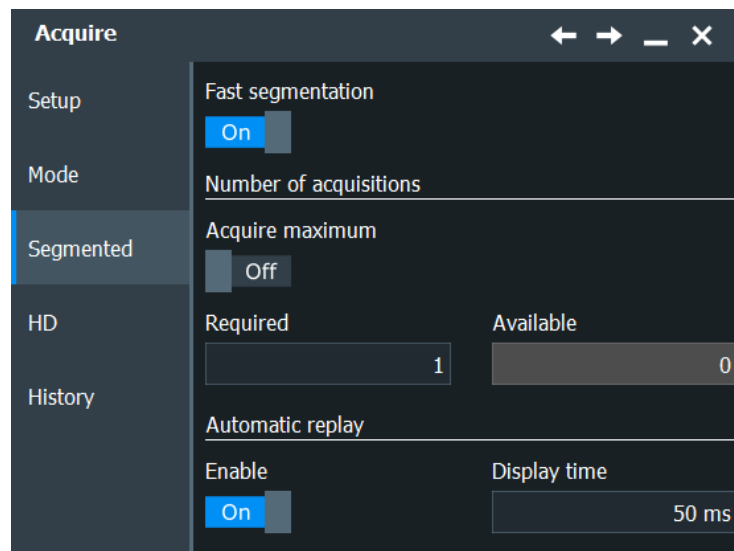 Acquire
Setup
Mode
Segmented
HD
History
Fast segmentation
On
Number of acquisitions
Acquire maximum
Off
Required Available
1 0
Automatic replay
Enable Display time
On 50 ms